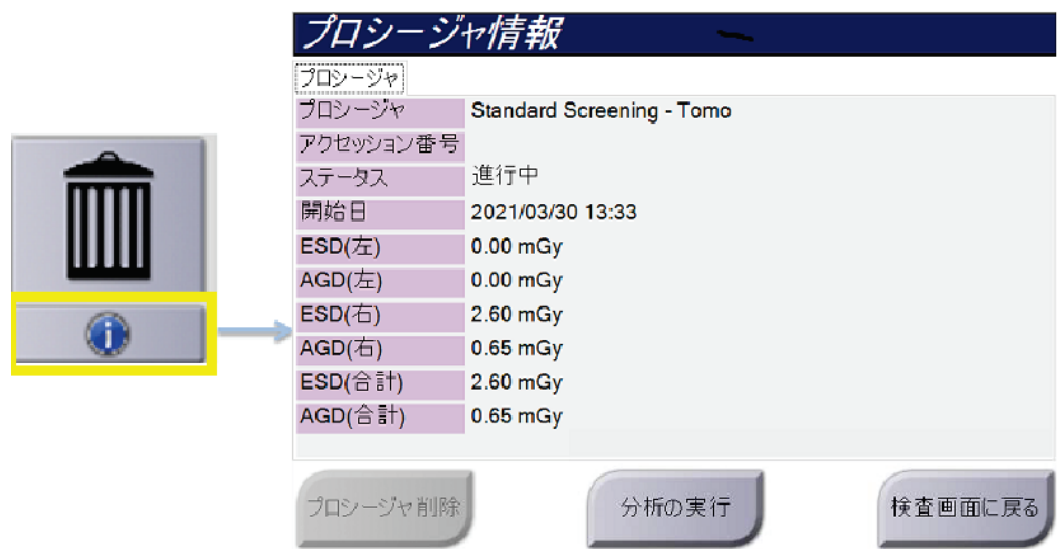 プロシージャ情報
プロシージャ
プロシージャ Standard Screening - Tomo
アクセッション番号
ステータス 進行中
開始日 2021/03/30 13:33
ESD(左) 0.00 mGy
AGD(左) 0.00 mGy
ESD(右) 2.60 mGy
AGD(右) 0.65 mGy
ESD(合計) 2.60 mGy
AGD(合計) 0.65 mGy
プロシージャ削除 分析の実行 検査画面に戻る